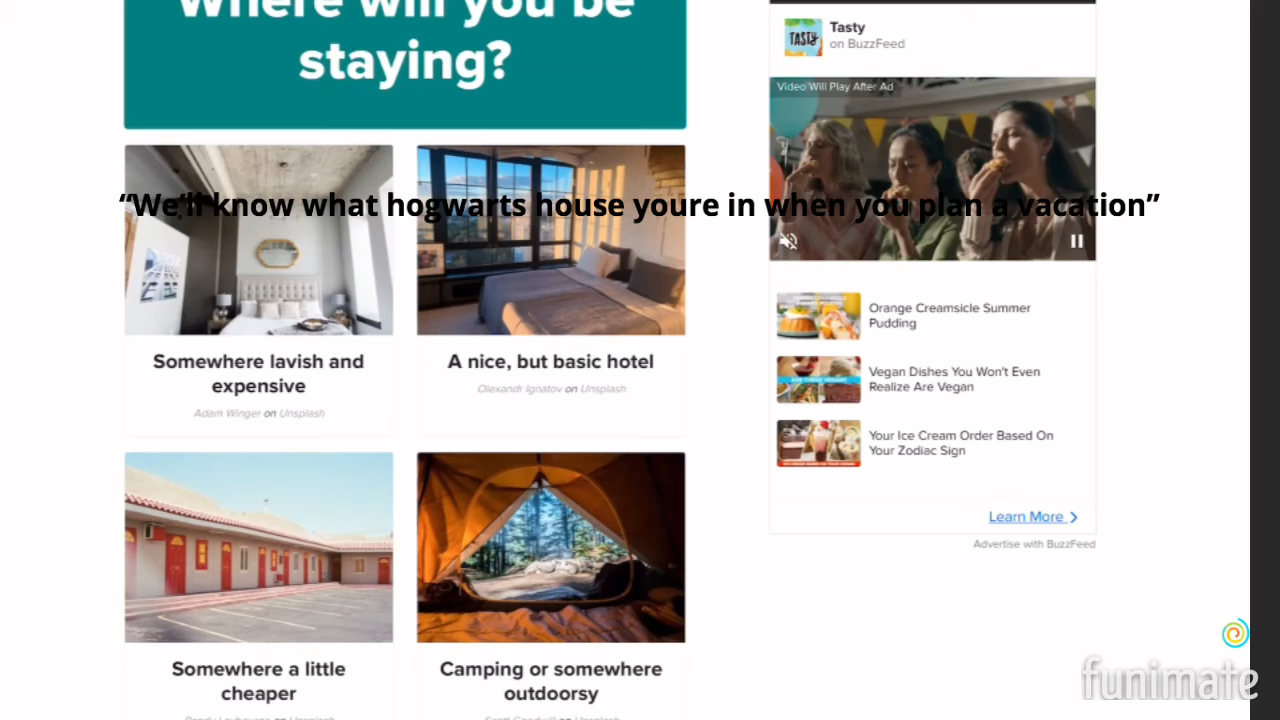 Where will you be
staying?
“We'll know what hogwarts house youre in when you plan a vacation”
Somewhere lavish and
expensive
Adam Winger on Unsplash
A nice, but basic hotel
Olexandr Ignatov on Unsplash
Somewhere a little
cheaper
Camping or somewhere
outdoorsy
TASTY
Tasty
on BuzzFeed
Video Will Play After Ad
Orange Creamsicle Summer
Pudding
Vegan Dishes You Won't Even
Realize Are Vegan
Your Ice Cream Order Based On
Your Zodiac Sign
Learn More
Advertise with BuzzFeed
funimate